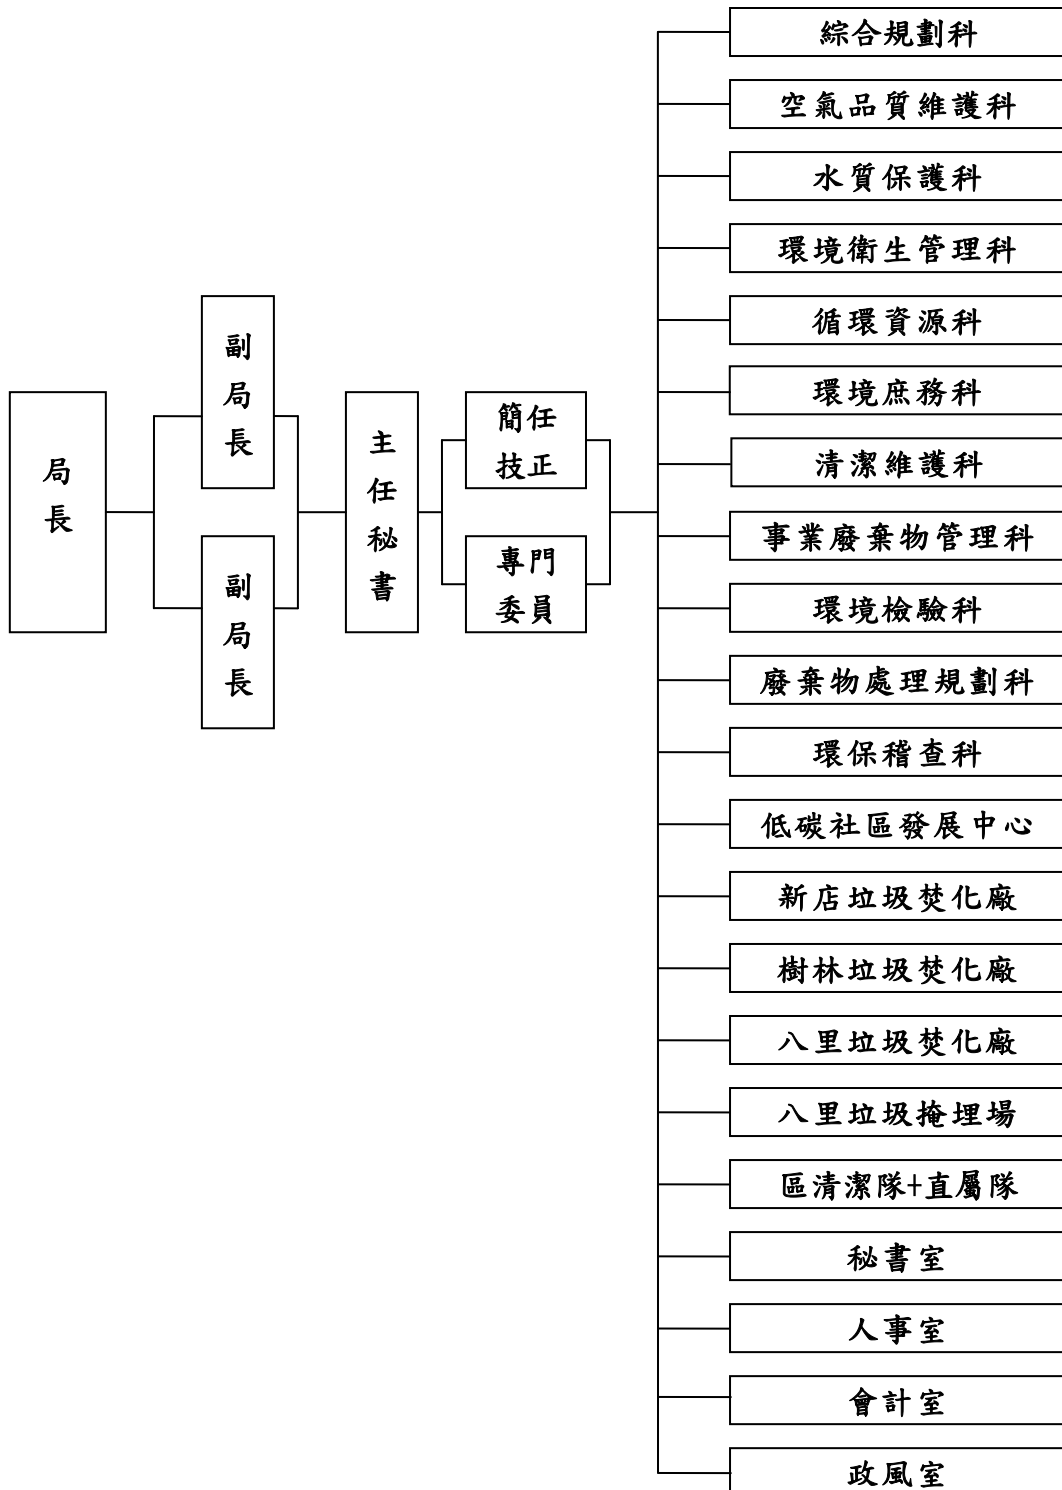 局長
副局長
副局長
主任秘書
簡任
技正
專門
委員
綜合規劃科
空氣品質維護科
水質保護科
環境衛生管理科
循環資源科
環境庶務科
清潔維護科
事業廢棄物管理科
環境檢驗科
廢棄物處理規劃科
環保稽查科
低碳社區發展中心
新店垃圾焚化廠
樹林垃圾焚化廠
八里垃圾焚化廠
八里垃圾掩埋場
區清潔隊+直屬隊
秘書室
人事室
會計室
政風室